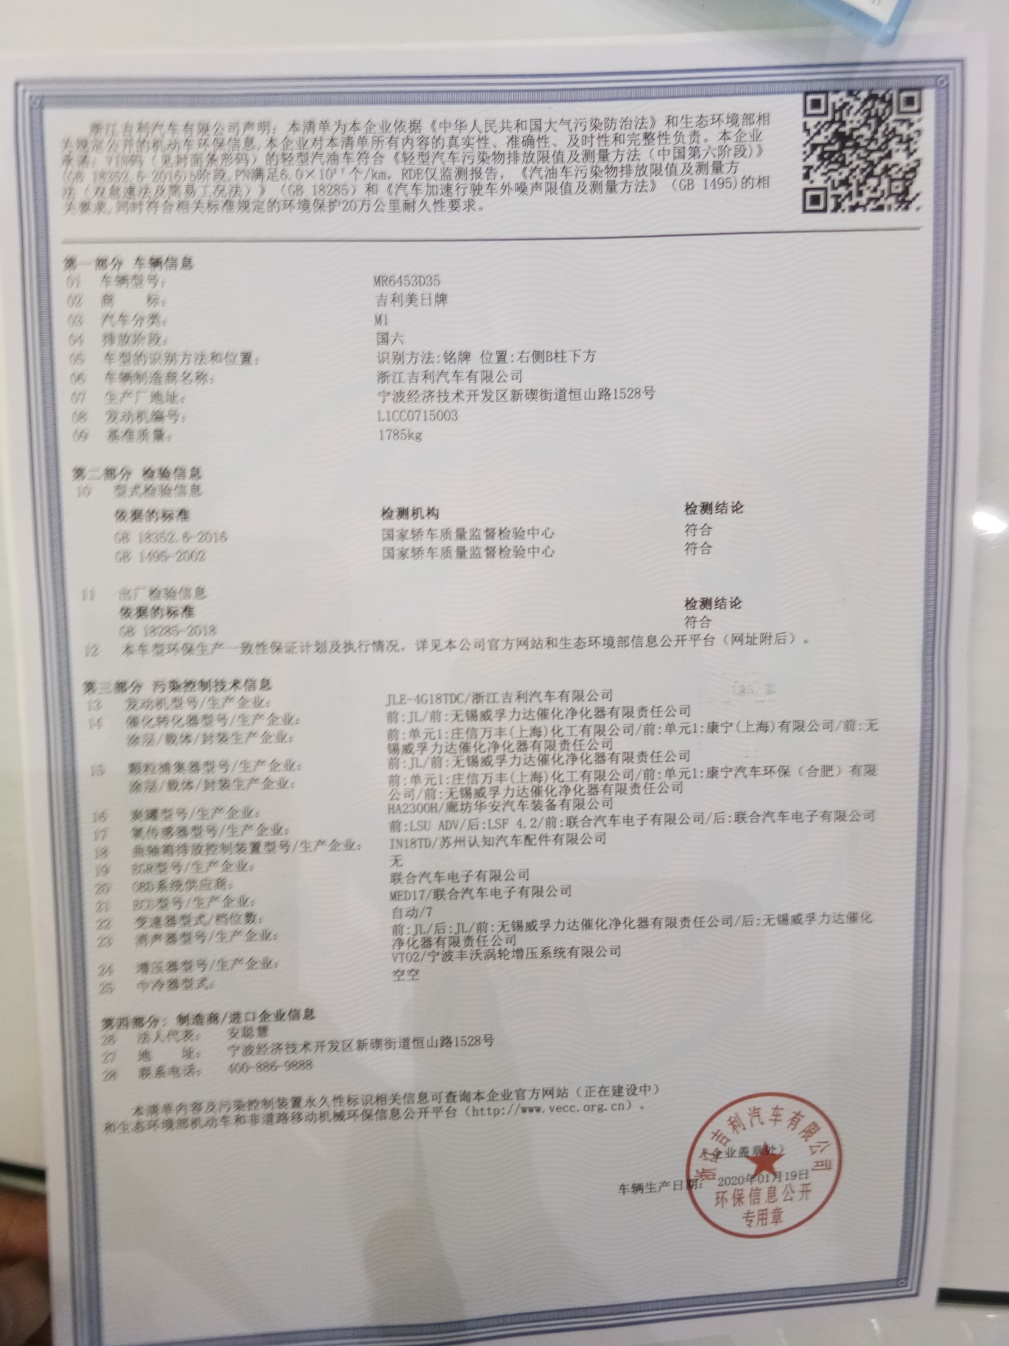 浙江吉利汽车有限公司声明：本清单为本企业依据《中华人民共和国大气污染防治法》和生态环境部相
关规定公开的机动车环保信息,本企业对本清单所有内容的真实性、准确性、及时性和完整性负责。本企业
承诺：VIN码（见封面条形码）的轻型汽油车符合《轻型汽车污染物排放限值及测量方法（中国第六阶段)》
(GB 18352.6-2016)b阶段,PN满足6.0×10¹¹个/km，RDE仅监测报告，《汽油车污染物排放限值及测量方
法（双怠速法及简易工况法）》（GB 18285）和《汽车加速行驶车外噪声限值及测量方法》（GB 1495)的相
关要求,同时符合相关标准规定的环境保护20万公里耐久性要求。
第一部分 车辆信息
01 车辆型号： MR6453D35
02 商 标： 吉利美日牌
03 汽车分类： M1
04 排放阶段： 国六
05 车型的识别方法和位置： 识别方法:铭牌 位置:右侧B柱下方
06 车辆制造商名称： 浙江吉利汽车有限公司
07 生产厂地址： 宁波经济技术开发区新碶街道恒山路1528号
08 发动机编号： L1CC0715003
09 基准质量： 1785kg
第二部分 检验信息
10 型式检验信息
依据的标准 检测机构 检测结论
GB 18352.6-2016 国家轿车质量监督检验中心 符合
GB 1495-2002 国家轿车质量监督检验中心 符合
11 出厂检验信息
依据的标准 检测结论
GB 18285-2018 符合
12 本车型环保生产一致性保证计划及执行情况，详见本公司官方网站和生态环境部信息公开平台（网址附后）。
第三部分 污染控制技术信息
13 发动机型号/生产企业： JLE-4G18TDC/浙江吉利汽车有限公司
14 催化转化器型号/生产企业： 前:JL/前:无锡威孚力达催化净化器有限责任公司
涂层/载体/封装生产企业： 前:单元1:庄信万丰(上海)化工有限公司/前:单元1:康宁(上海)有限公司/前:无
锡威孚力达催化净化器有限责任公司
15 颗粒捕集器型号/生产企业： 前:JL/前:无锡威孚力达催化净化器有限责任公司
涂层/载体/封装生产企业： 前:单元1:庄信万丰(上海)化工有限公司/前:单元1:康宁汽车环保（合肥）有限
公司/前:无锡威孚力达催化净化器有限责任公司
16 炭罐型号/生产企业： HA2300H/廊坊华安汽车装备有限公司
17 氧传感器型号/生产企业： 前:LSU ADV/后:LSF 4.2/前:联合汽车电子有限公司/后:联合汽车电子有限公司
18 曲轴箱排放控制装置型号/生产企业： IN18TD/苏州认知汽车配件有限公司
19 EGR型号/生产企业： 无
20 OBD系统供应商： 联合汽车电子有限公司
21 ECU型号/生产企业： MED17/联合汽车电子有限公司
22 变速器型式/档位数： 自动/7
23 消声器型号/生产企业： 前:JL/后:JL/前:无锡威孚力达催化净化器有限责任公司/后:无锡威孚力达催化
净化器有限责任公司
24 增压器型号/生产企业： VT02/宁波丰沃涡轮增压系统有限公司
25 中冷器型式： 空空
第四部分：制造商/进口企业信息
26 法人代表： 安聪慧
27 地 址： 宁波经济技术开发区新碶街道恒山路1528号
28 联系电话： 400-886-9888
本清单内容及污染控制装置永久性标识相关信息可查询本企业官方网站（正在建设中)
和生态环境部机动车和非道路移动机械环保信息公开平台（http://www.vecc.org.cn）。
浙江吉利汽车有限公司
（企业盖章处）
车辆生产日期： 2020年01月19日
环保信息公开
专用章